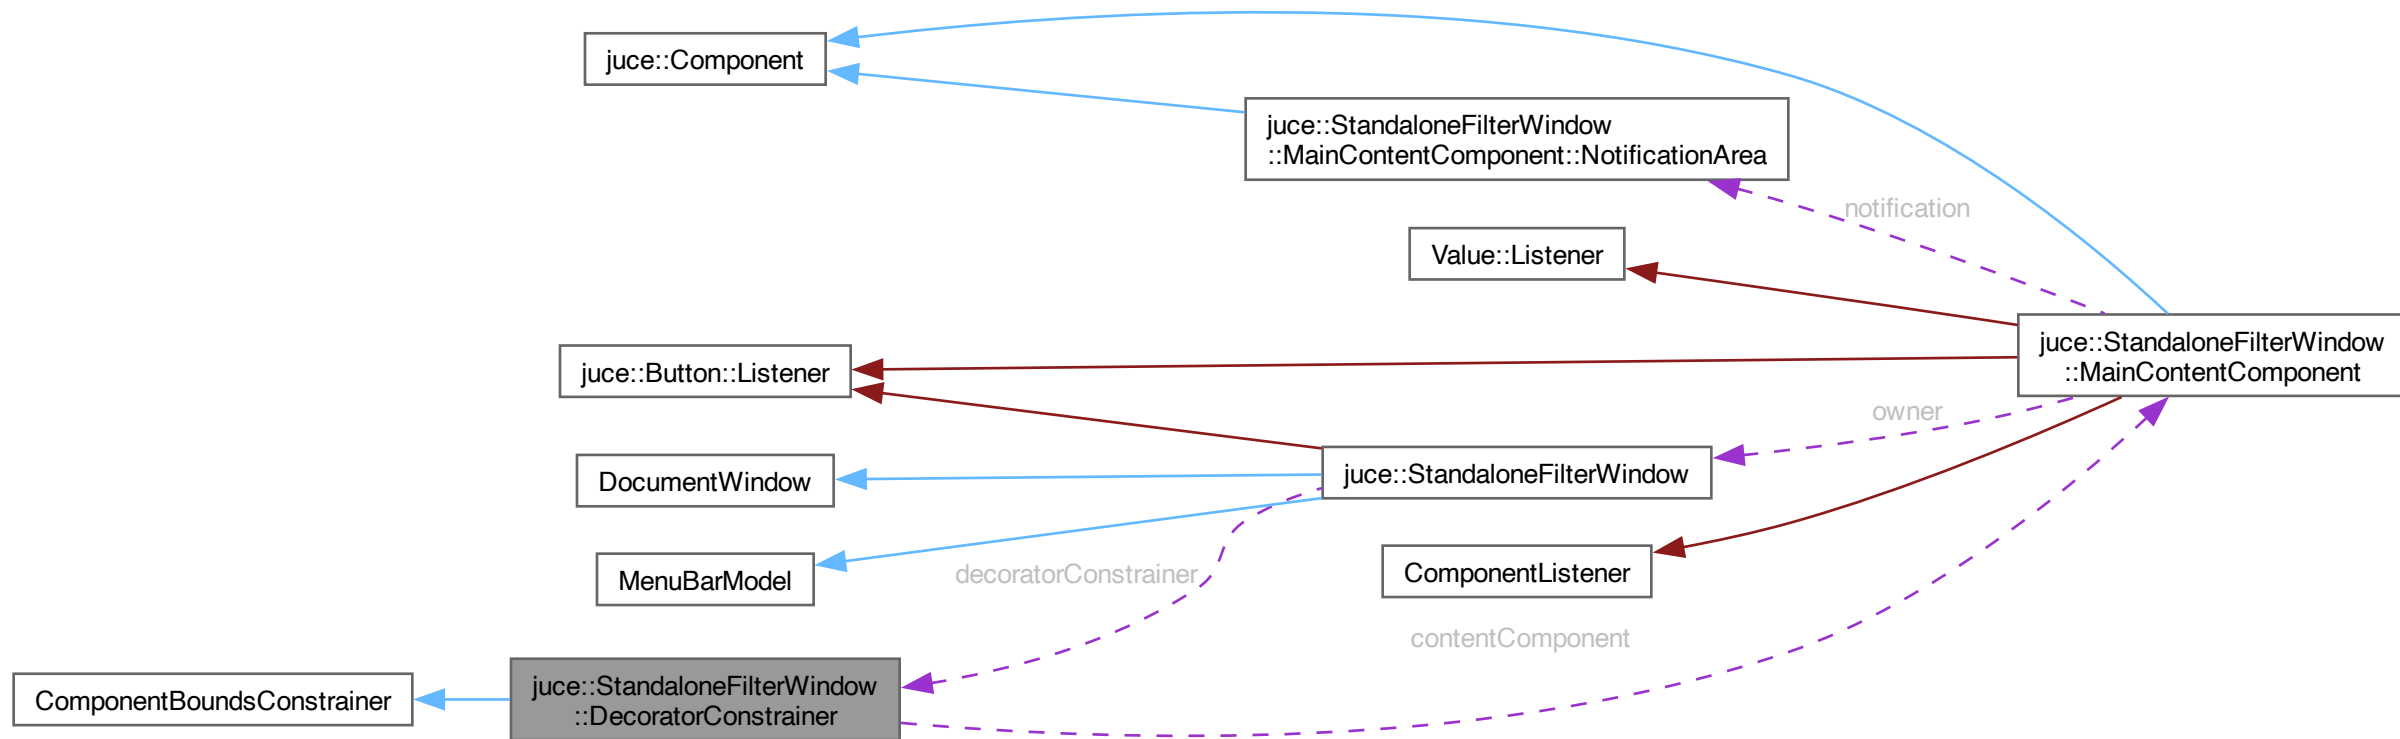 juce::Component
juce::StandaloneFilterWindow
::MainContentComponent::NotificationArea
notification
Value::Listener
juce::StandaloneFilterWindow
::MainContentComponent
juce::Button::Listener
owner
juce::StandaloneFilterWindow
DocumentWindow
ComponentListener
MenuBarModel
decoratorConstrainer
contentComponent
juce::StandaloneFilterWindow
::DecoratorConstrainer
ComponentBoundsConstrainer